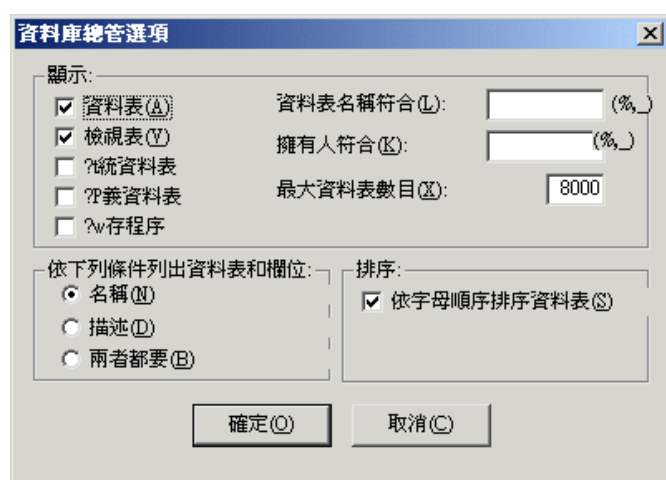 資料庫總管選項
顯示:
資料表(A)
檢視表(V)
?t統資料表
?P義資料表
?w存程序
資料表名稱符合(L): (%,_)
擁有人符合(K): (%,_)
最大資料表數目(X): 8000
依下列條件列出資料表和欄位:
名稱(N)
描述(D)
兩者都要(B)
排序:
依字母順序排序資料表(S)
確定(O)
取消(C)